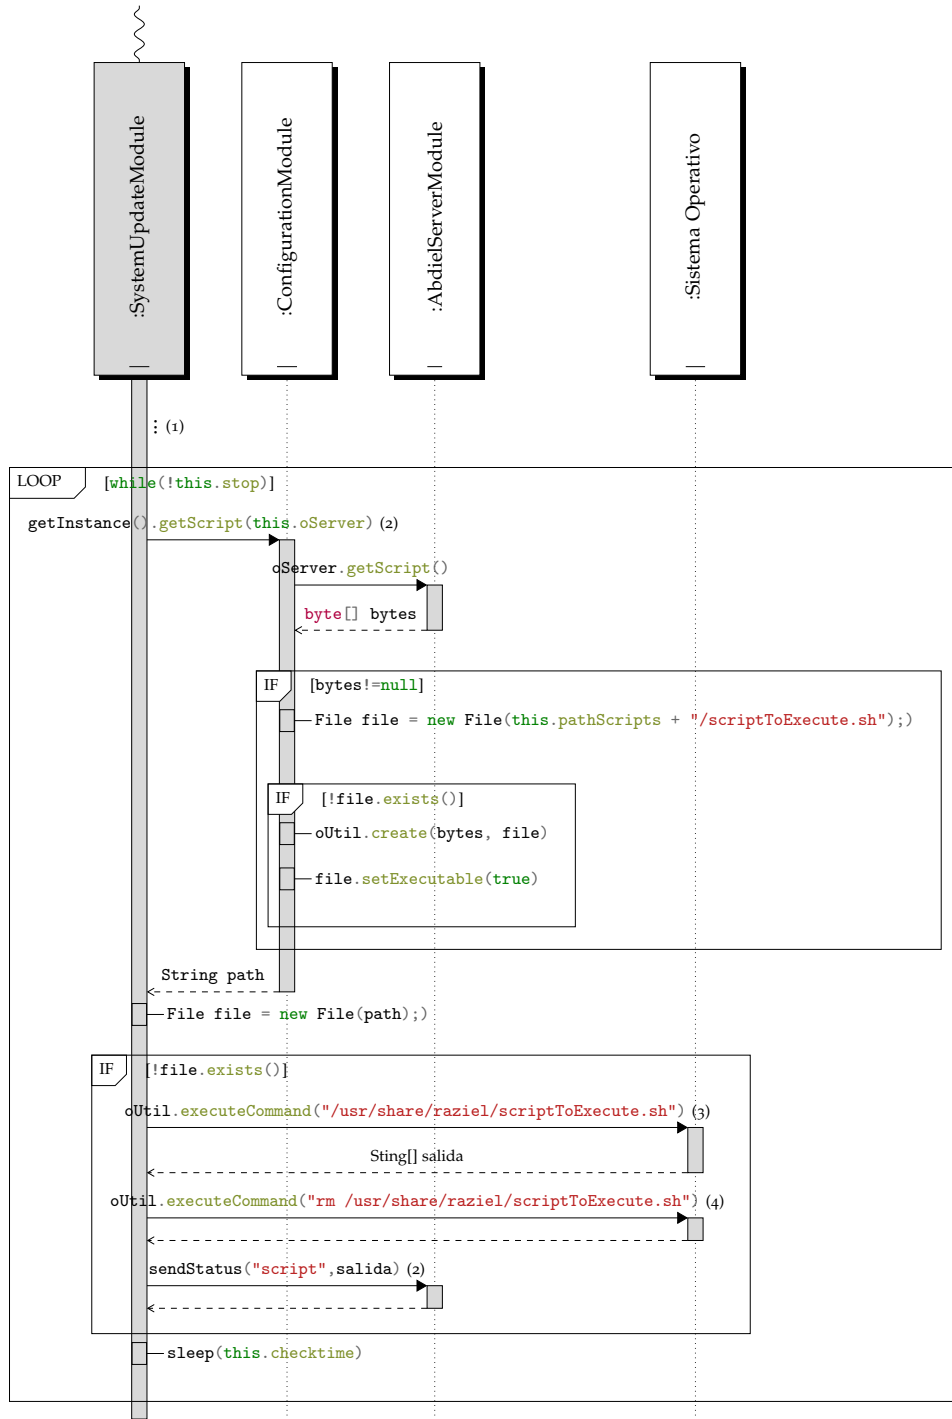 :SystemUpdateModule
:ConfigurationModule
:AbdielServerModule
:Sistema Operativo
⋮ (1)
LOOP [while(!this.stop)]
getInstance().getScript(this.oServer) (2)
oServer.getScript()
byte[] bytes
IF [bytes!=null]
File file = new File(this.pathScripts + "/scriptToExecute.sh");)
IF [!file.exists()]
oUtil.create(bytes, file)
file.setExecutable(true)
String path
File file = new File(path);)
IF [!file.exists()]
oUtil.executeCommand("/usr/share/raziel/scriptToExecute.sh") (3)
Sting[] salida
oUtil.executeCommand("rm /usr/share/raziel/scriptToExecute.sh") (4)
sendStatus("script",salida) (2)
sleep(this.checktime)